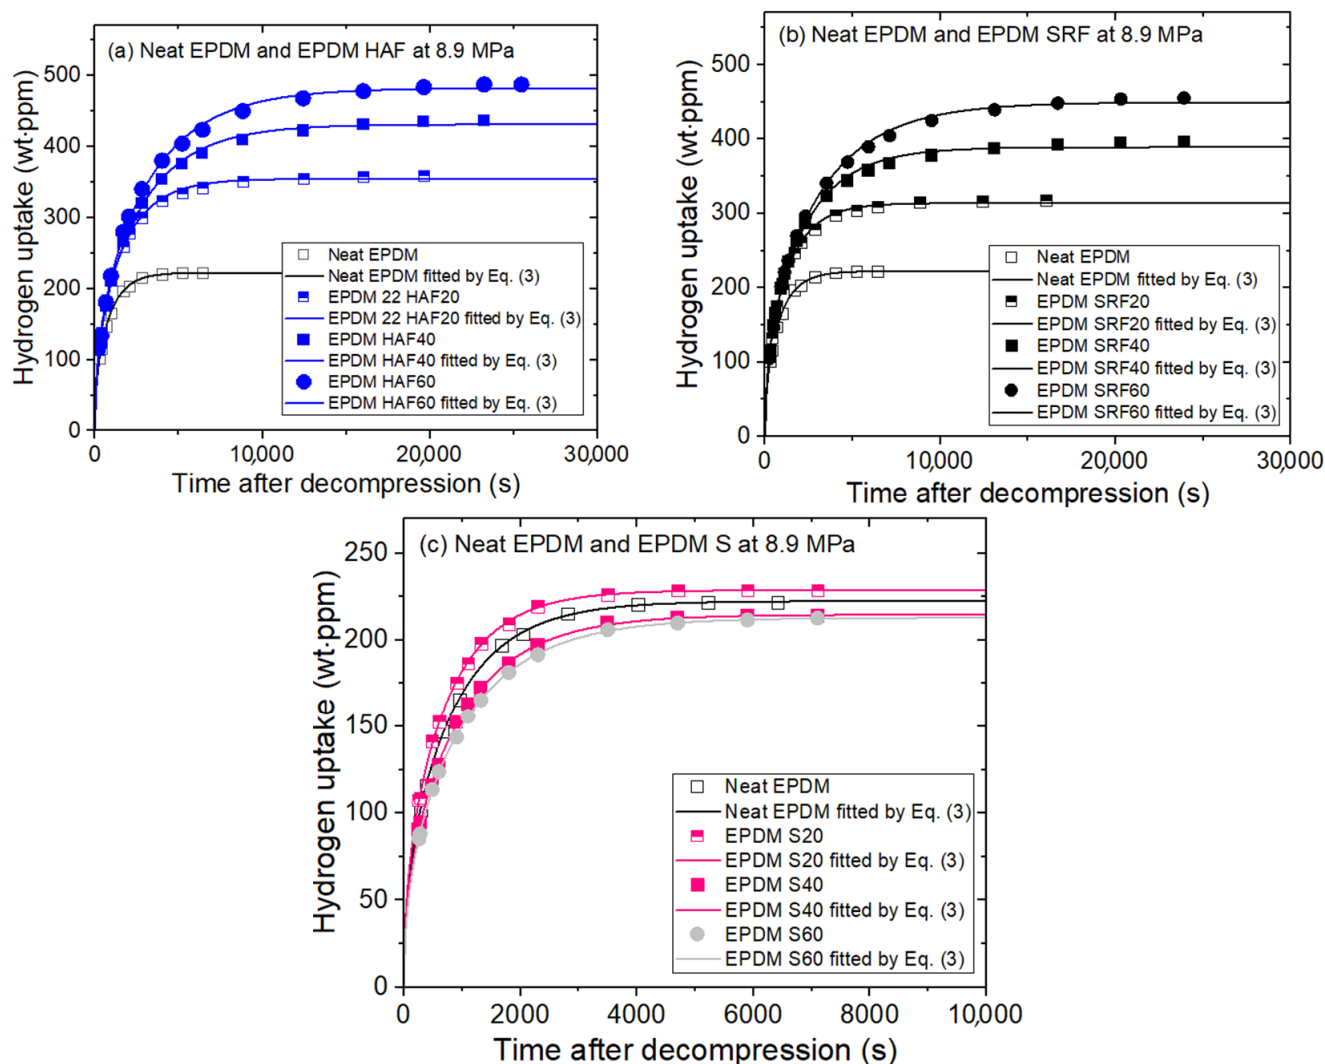 (a) Neat EPDM and EPDM HAF at 8.9 MPa
Hydrogen uptake (wt·ppm)
500
400
300
200
100
0
Neat EPDM
Neat EPDM fitted by Eq. (3)
EPDM 22 HAF20
EPDM 22 HAF20 fitted by Eq. (3)
EPDM HAF40
EPDM HAF40 fitted by Eq. (3)
EPDM HAF60
EPDM HAF60 fitted by Eq. (3)
0
10,000
20,000
30,000
Time after decompression (s)
(b) Neat EPDM and EPDM SRF at 8.9 MPa
Hydrogen uptake (wt·ppm)
500
400
300
200
100
0
Neat EPDM
Neat EPDM fitted by Eq. (3)
EPDM SRF20
EPDM SRF20 fitted by Eq. (3)
EPDM SRF40
EPDM SRF40 fitted by Eq. (3)
EPDM SRF60
EPDM SRF60 fitted by Eq. (3)
0
10,000
20,000
30,000
Time after decompression (s)
(c) Neat EPDM and EPDM S at 8.9 MPa
Hydrogen uptake (wt·ppm)
250
200
150
100
50
0
Neat EPDM
Neat EPDM fitted by Eq. (3)
EPDM S20
EPDM S20 fitted by Eq. (3)
EPDM S40
EPDM S40 fitted by Eq. (3)
EPDM S60
EPDM S60 fitted by Eq. (3)
0
2000
4000
6000
8000
10,000
Time after decompression (s)